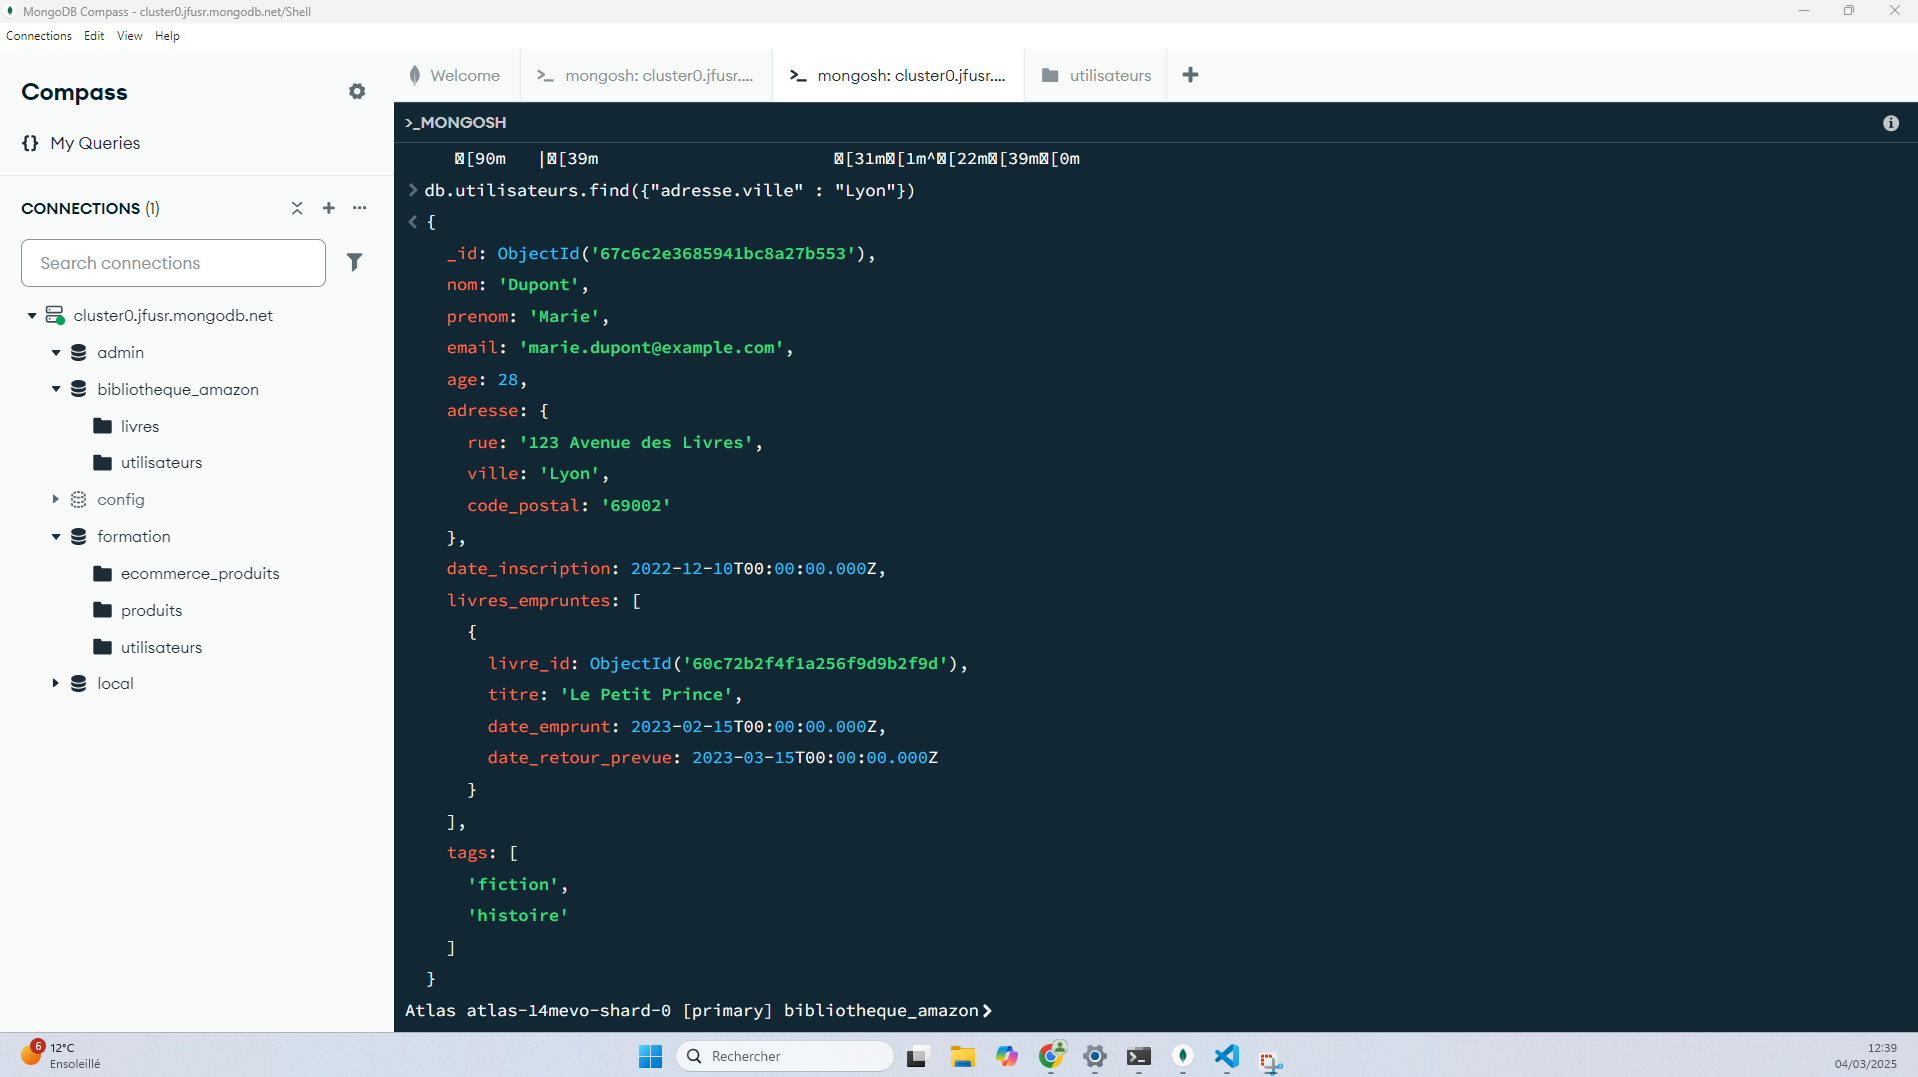 MongoDB Compass - cluster0.jfusr.mongodb.net/Shell
Connections Edit View Help
Compass
My Queries
CONNECTIONS (1)
Search connections
cluster0.jfusr.mongodb.net
admin
bibliotheque_amazon
livres
utilisateurs
config
formation
ecommerce_produits
produits
utilisateurs
local
Welcome
mongosh: cluster0.jfusr....
mongosh: cluster0.jfusr....
utilisateurs
>_MONGOSH
[90m |[39m [31m[1m^[22m[39m[0m
> db.utilisateurs.find({"adresse.ville" : "Lyon"})
< {
_id: ObjectId('67c6c2e3685941bc8a27b553'),
nom: 'Dupont',
prenom: 'Marie',
email: 'marie.dupont@example.com',
age: 28,
adresse: {
rue: '123 Avenue des Livres',
ville: 'Lyon',
code_postal: '69002'
},
date_inscription: 2022-12-10T00:00:00.000Z,
livres_empruntes: [
{
livre_id: ObjectId('60c72b2f4f1a256f9d9b2f9d'),
titre: 'Le Petit Prince',
date_emprunt: 2023-02-15T00:00:00.000Z,
date_retour_prevue: 2023-03-15T00:00:00.000Z
}
],
tags: [
'fiction',
'histoire'
]
}
Atlas atlas-14mevo-shard-0 [primary] bibliotheque_amazon>
6
12°C
Ensoleillé
Rechercher
12:39
04/03/2025